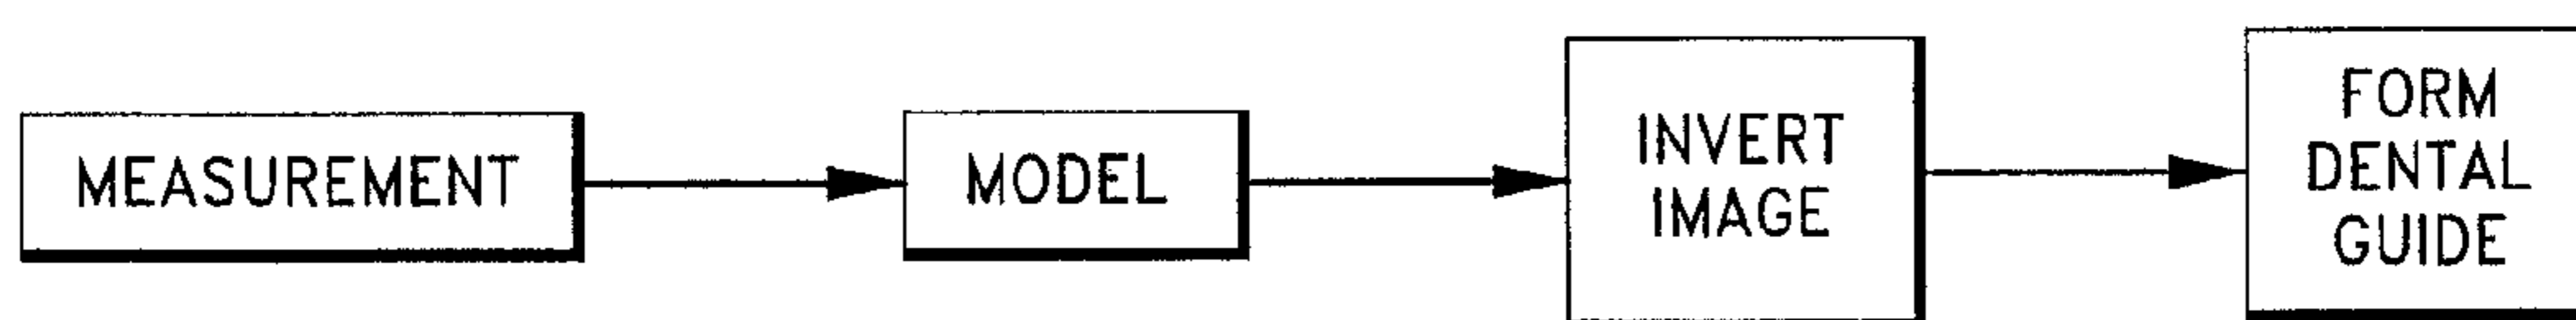 MEASUREMENT
MODEL
INVERT
IMAGE
FORM
DENTAL
GUIDE